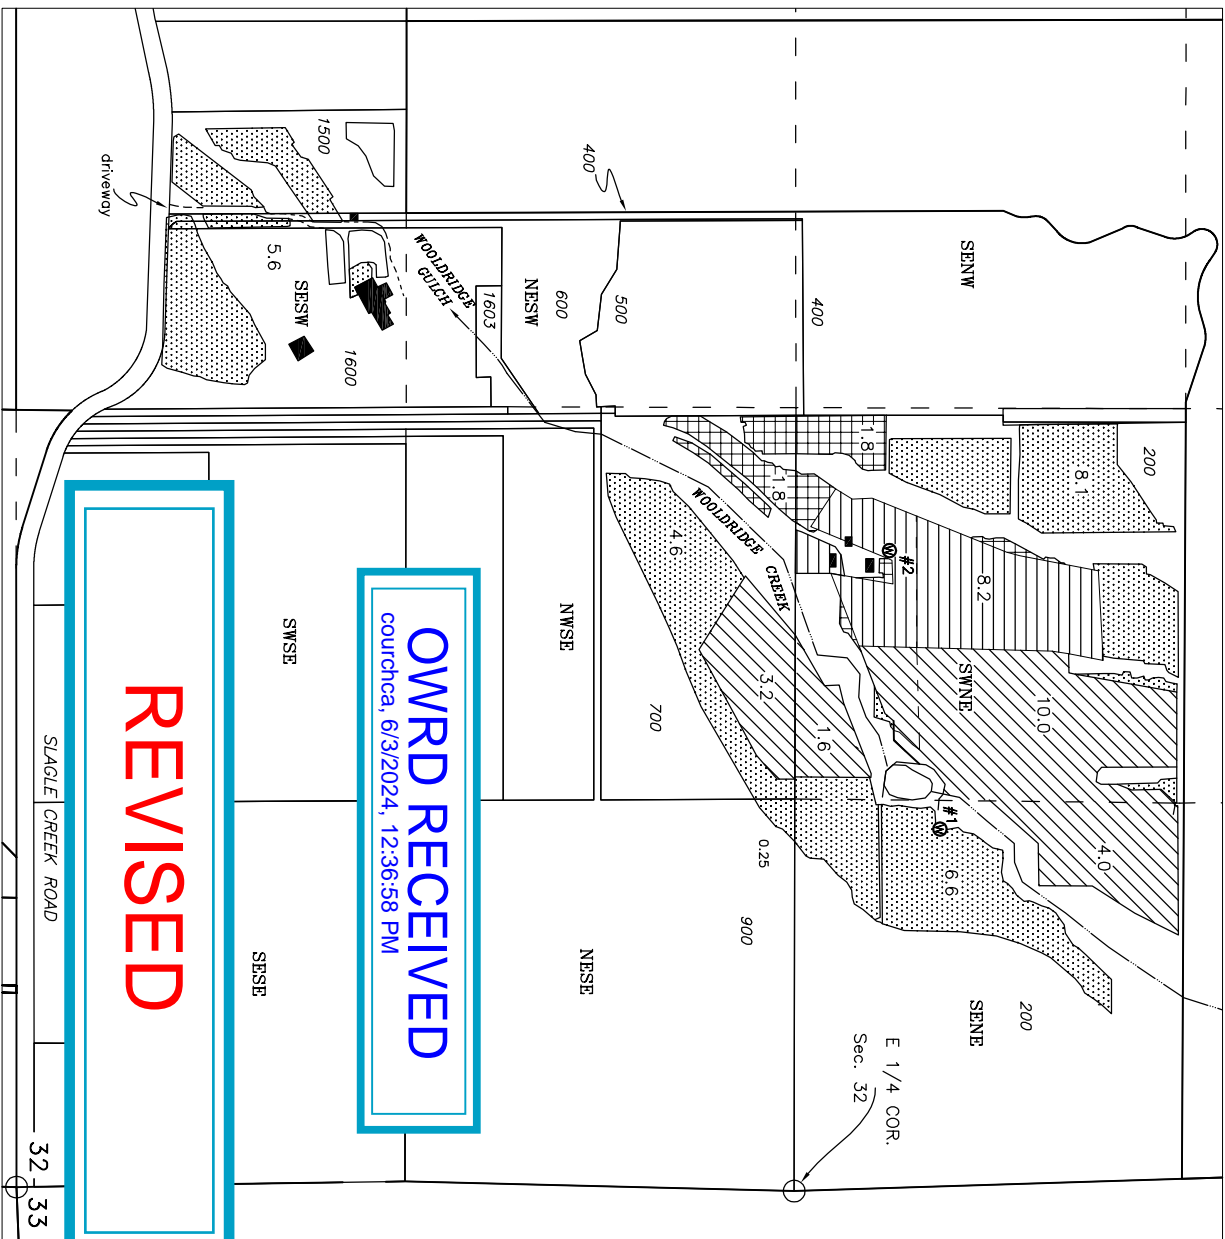 SENW
400
200
8.1
1.8
8.2
#2
W
SWNE
10.0
4.0
#1
W
6.6
SENE
200
E 1/4 COR.
Sec. 32
400
500
600
NESW
1603
WOOLDRIDGE
GULCH
1.8
WOOLDRIDGE CREEK
4.6
3.2
1.6
700
0.25
900
NWSE
NESE
1500
driveway
5.6
SESW
1600
SWSE
SESE
SLAGLE CREEK ROAD
32
33
OWRD RECEIVED
courchca, 6/3/2024, 12:36:58 PM
REVISED